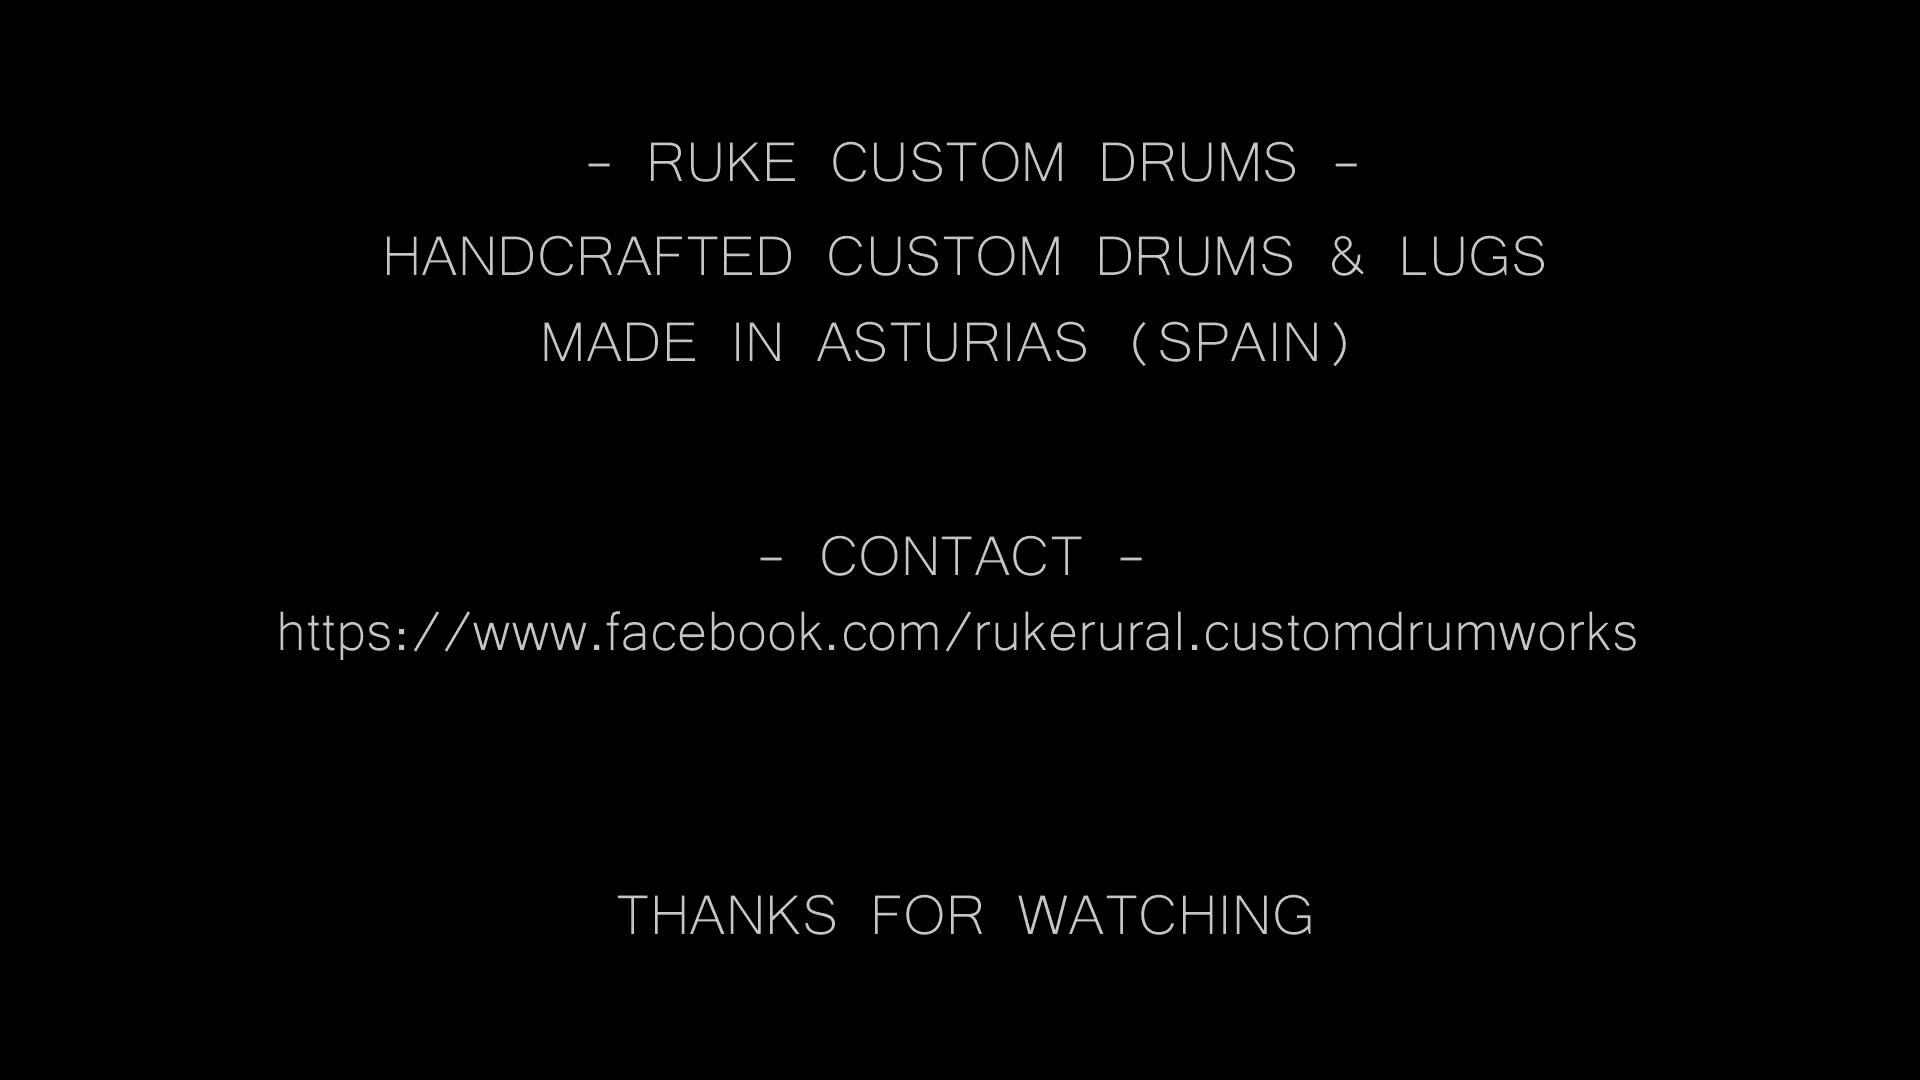 - RUKE CUSTOM DRUMS -
HANDCRAFTED CUSTOM DRUMS & LUGS
MADE IN ASTURIAS (SPAIN)
- CONTACT -
https://www.facebook.com/rukerural.customdrumworks
THANKS FOR WATCHING